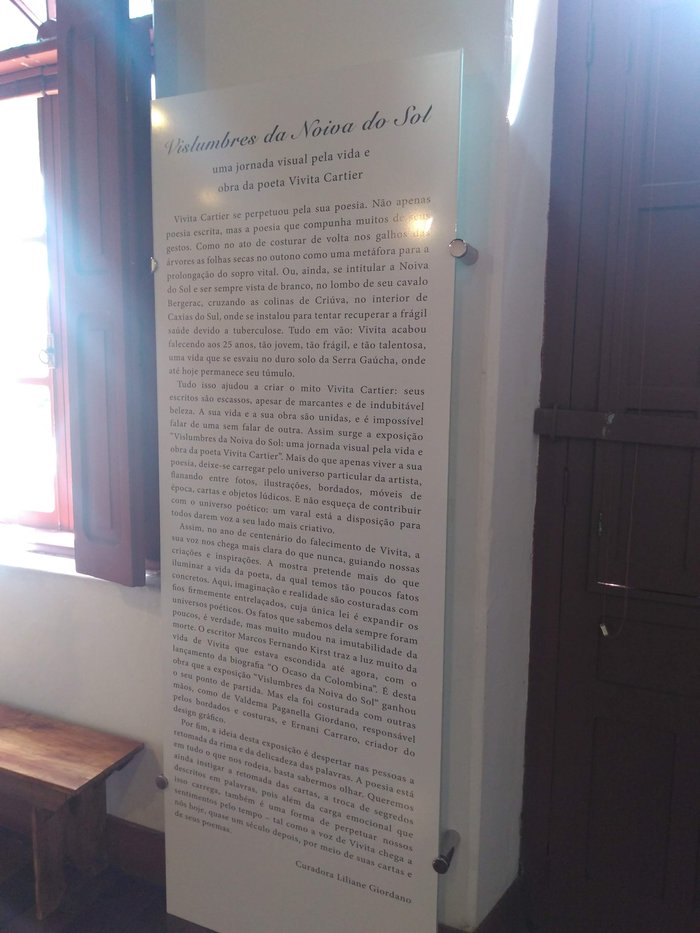 Vislumbres da Noiva do Sol
uma jornada visual pela vida e
obra da poeta Vivita Cartier
Vivita Cartier se perpetuou pela sua poesia. Não apenas
poesia escrita, mas a poesia que compunha muitos de seus
gestos. Como no ato de costurar de volta nos galhos das
árvores as folhas secas no outono como uma metáfora para a
prolongação do sopro vital. Ou, ainda, se intitular a Noiva
do Sol e ser sempre vista de branco, no lombo de seu cavalo
Bergerac, cruzando as colinas de Criúva, no interior de
Caxias do Sul, onde se instalou para tentar recuperar a frágil
saúde devido a tuberculose. Tudo em vão: Vivita acabou
falecendo aos 25 anos, tão jovem, tão frágil, e tão talentosa,
uma vida que se esvaiu no duro solo da Serra Gaúcha, onde
até hoje permanece seu túmulo.
Tudo isso ajudou a criar o mito Vivita Cartier: seus
escritos são escassos, apesar de marcantes e de indubitável
beleza. A sua vida e a sua obra são unidas, e é impossível
falar de uma sem falar de outra. Assim surge a exposição
"Vislumbres da Noiva do Sol: uma jornada visual pela vida e
obra da poeta Vivita Cartier". Mais do que apenas viver a sua
poesia, deixe-se carregar pelo universo particular da artista,
flanando entre fotos, ilustrações, bordados, móveis de
época, cartas e objetos lúdicos. E não esqueça de contribuir
com o universo poético: um varal está a disposição para
todos darem voz a seu lado mais criativo.
Assim, no ano de centenário do falecimento de Vivita, a
sua voz nos chega mais clara do que nunca, guiando nossas
criações e inspirações. A mostra pretende mais do que
iluminar a vida da poeta, da qual temos tão poucos fatos
concretos. Aqui, imaginação e realidade são costuradas com
fios firmemente entrelaçados, cuja única lei é expandir os
universos poéticos. Os fatos que sabemos dela sempre foram
poucos, é verdade, mas muito mudou na imutabilidade da
morte. O escritor Marcos Fernando Kirst traz a luz muito da
vida de Vivita que estava escondida até agora, com o
lançamento da biografia "O Ocaso da Colombina". É desta
obra que a exposição "Vislumbres da Noiva do Sol" ganhou
o seu ponto de partida. Mas ela foi costurada com outras
mãos, como de Valdema Paganella Giordano, responsável
pelos bordados e costuras, e Ernani Carraro, criador do
design gráfico.
Por fim, a ideia desta exposição é despertar nas pessoas a
retomada da rima e da delicadeza das palavras. A poesia está
em tudo o que nos rodeia, basta sabermos olhar. Queremos
ainda instigar a retomada das cartas, a troca de segredos
descritos em palavras, pois além da carga emocional que
isso carrega, também é uma forma de perpetuar nossos
sentimentos pelo tempo – tal como a voz de Vivita chega a
nós hoje, quase um século depois, por meio de suas cartas e
de seus poemas.
Curadora Liliane Giordano